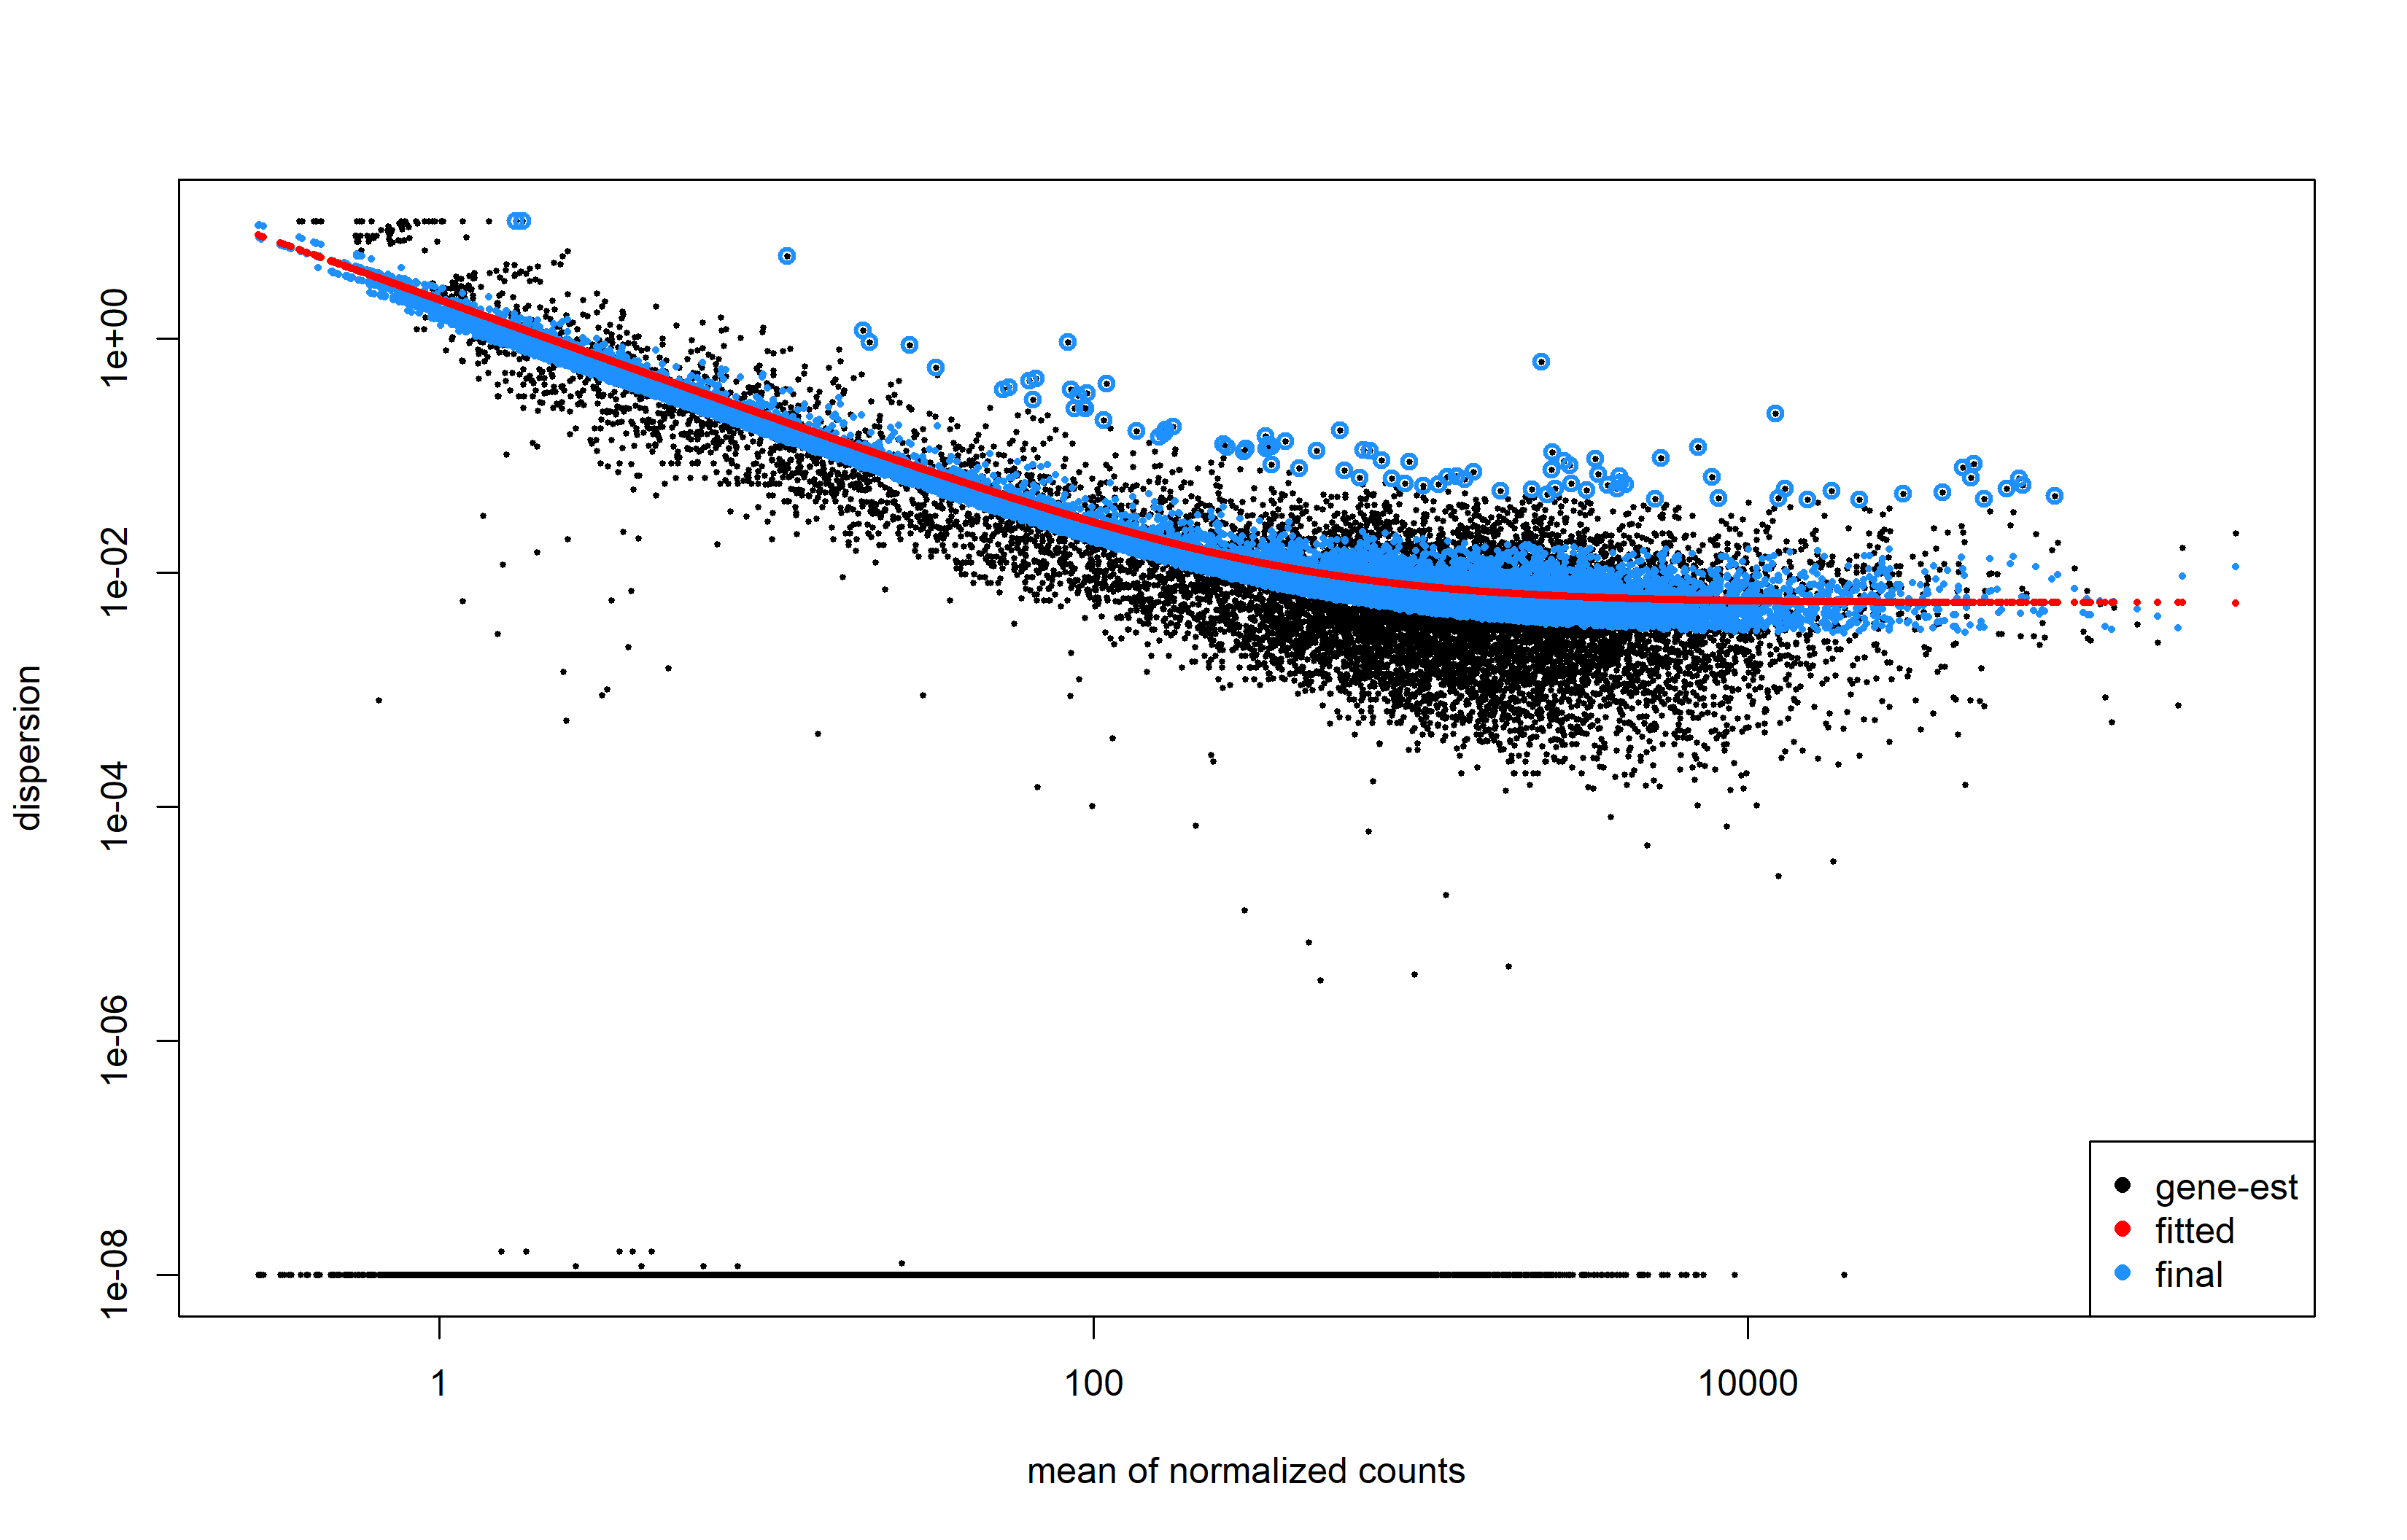 dispersion
1e+00
1e-02
1e-04
1e-06
1e-08
1
100
10000
mean of normalized counts
gene-est
fitted
final